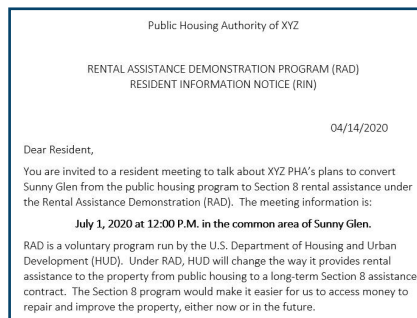 Public Housing Authority of XYZ
RENTAL ASSISTANCE DEMONSTRATION PROGRAM (RAD)
RESIDENT INFORMATION NOTICE (RIN)
04/14/2020
Dear Resident,
You are invited to a resident meeting to talk about XYZ PHA's plans to convert
Sunny Glen from the public housing program to Section 8 rental assistance under
the Rental Assistance Demonstration (RAD).  The meeting information is:
July 1, 2020 at 12:00 P.M. in the common area of Sunny Glen.
RAD is a voluntary program run by the U.S. Department of Housing and Urban
Development (HUD).  Under RAD, HUD will change the way it provides rental
assistance to the property from public housing to a long-term Section 8 assistance
contract.  The Section 8 program would make it easier for us to access money to
repair and improve the property, either now or in the future.